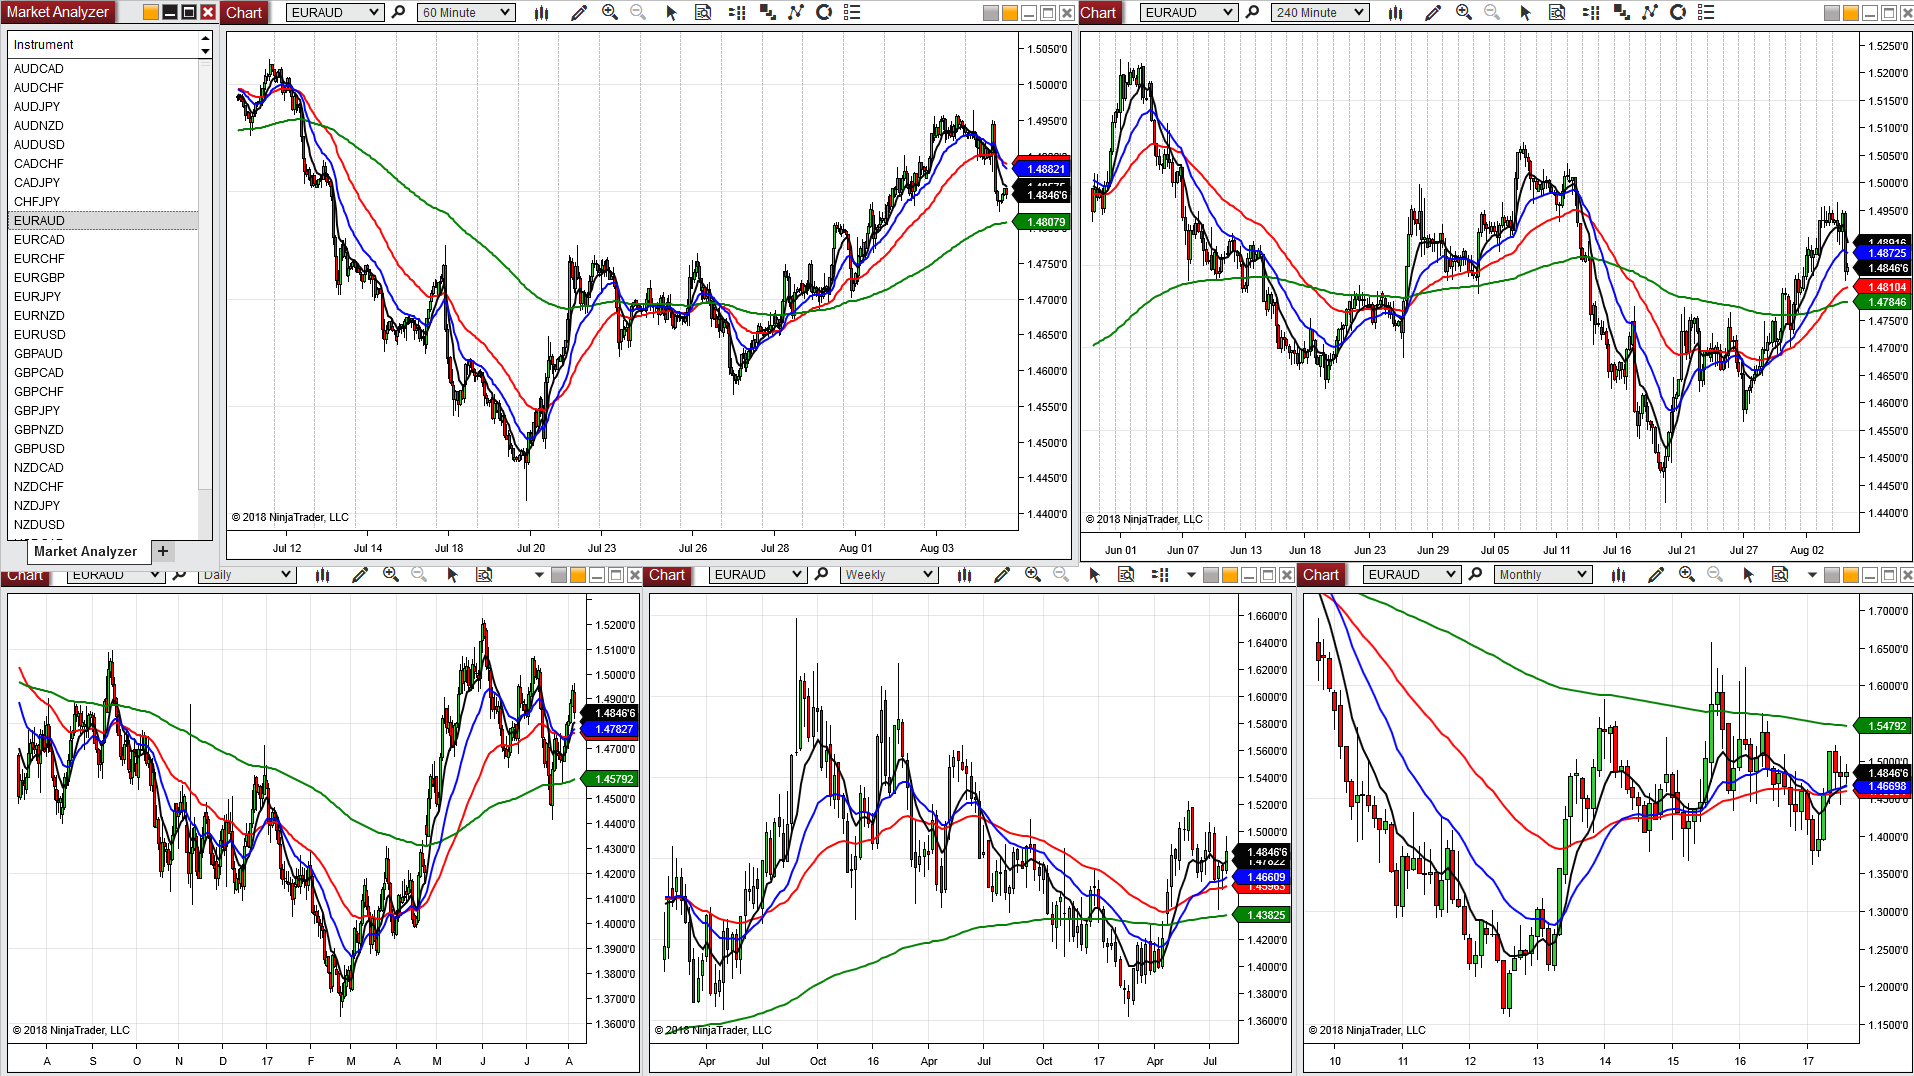 Market Analyzer
Instrument
AUDCAD
AUDCHF
AUDJPY
AUDNZD
AUDUSD
CADCHF
CADJPY
CHFJPY
EURAUD
EURCAD
EURCHF
EURGBP
EURJPY
EURNZD
EURUSD
GBPAUD
GBPCAD
GBPCHF
GBPJPY
GBPNZD
GBPUSD
NZDCAD
NZDCHF
NZDJPY
NZDUSD
Market Analyzer +
Chart EURAUD 60 Minute
1.5050'0
1.5000'0
1.4950'0
1.48821
1.4846'6
1.48079
1.4750'0
1.4700'0
1.4650'0
1.4600'0
1.4550'0
1.4500'0
1.4450'0
1.4400'0
© 2018 NinjaTrader, LLC
Jul 12 Jul 14 Jul 18 Jul 20 Jul 23 Jul 26 Jul 28 Aug 01 Aug 03
Chart EURAUD 240 Minute
1.5250'0
1.5200'0
1.5150'0
1.5100'0
1.5050'0
1.5000'0
1.4950'0
1.48725
1.4846'6
1.48104
1.47846
1.4750'0
1.4700'0
1.4650'0
1.4600'0
1.4550'0
1.4500'0
1.4450'0
1.4400'0
© 2018 NinjaTrader, LLC
Jun 01 Jun 07 Jun 13 Jun 18 Jun 23 Jun 29 Jul 05 Jul 11 Jul 16 Jul 21 Jul 27 Aug 02
Chart EURAUD Daily
1.5200'0
1.5100'0
1.5000'0
1.4900'0
1.4846'6
1.47827
1.4700'0
1.45792
1.4500'0
1.4400'0
1.4300'0
1.4200'0
1.4100'0
1.4000'0
1.3900'0
1.3800'0
1.3700'0
1.3600'0
© 2018 NinjaTrader, LLC
A S O N D 17 F M A M J J A
Chart EURAUD Weekly
1.6600'0
1.6400'0
1.6200'0
1.6000'0
1.5800'0
1.5600'0
1.5400'0
1.5200'0
1.5000'0
1.4846'6
1.47822
1.46609
1.45963
1.43825
1.4200'0
1.4000'0
1.3800'0
1.3600'0
© 2018 NinjaTrader, LLC
Apr Jul Oct 16 Apr Jul Oct 17 Apr Jul
Chart EURAUD Monthly
1.7000'0
1.6500'0
1.6000'0
1.54792
1.5000'0
1.4846'6
1.46698
1.4500'0
1.4000'0
1.3500'0
1.3000'0
1.2500'0
1.2000'0
1.1500'0
© 2018 NinjaTrader, LLC
10 11 12 13 14 15 16 17